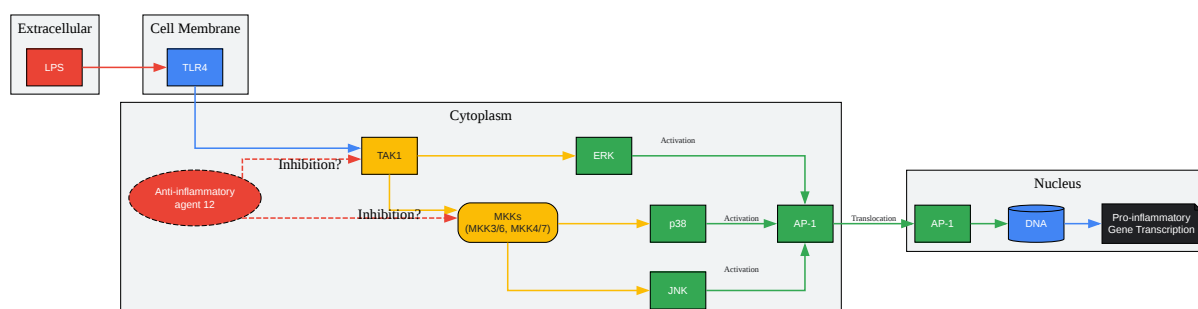 Extracellular
Cell Membrane
LPS
TLR4
Cytoplasm
TAK1
ERK
Activation
Inhibition?
Anti-inflammatory
agent 12
Inhibition?
MKKs
(MKK3/6, MKK4/7)
p38
Activation
AP-1
Translocation
Nucleus
AP-1
DNA
Pro-inflammatory
Gene Transcription
Activation
JNK